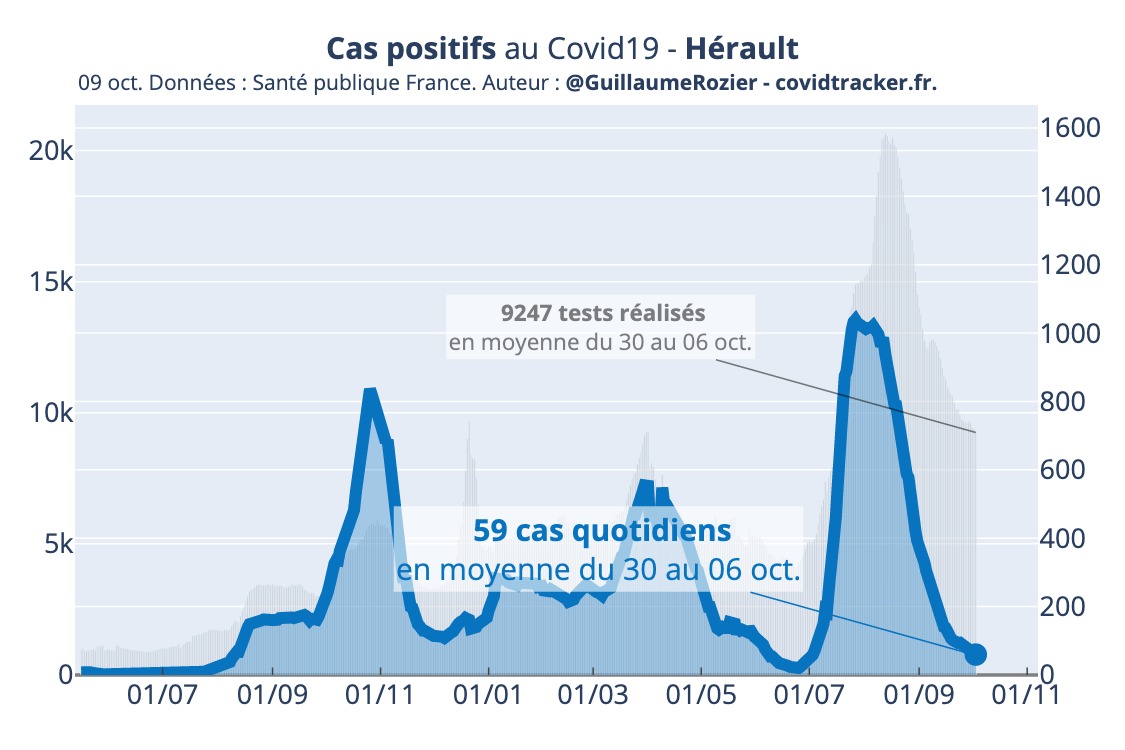 Cas positifs au Covid19 - Hérault
09 oct. Données : Santé publique France. Auteur : @GuillaumeRozier - covidtracker.fr.
20k
15k
10k
5k
0
1600
1400
1200
1000
800
600
400
200
0
9247 tests réalisés
en moyenne du 30 au 06 oct.
59 cas quotidiens
en moyenne du 30 au 06 oct.
01/07 01/09 01/11 01/01 01/03 01/05 01/07 01/09 01/11